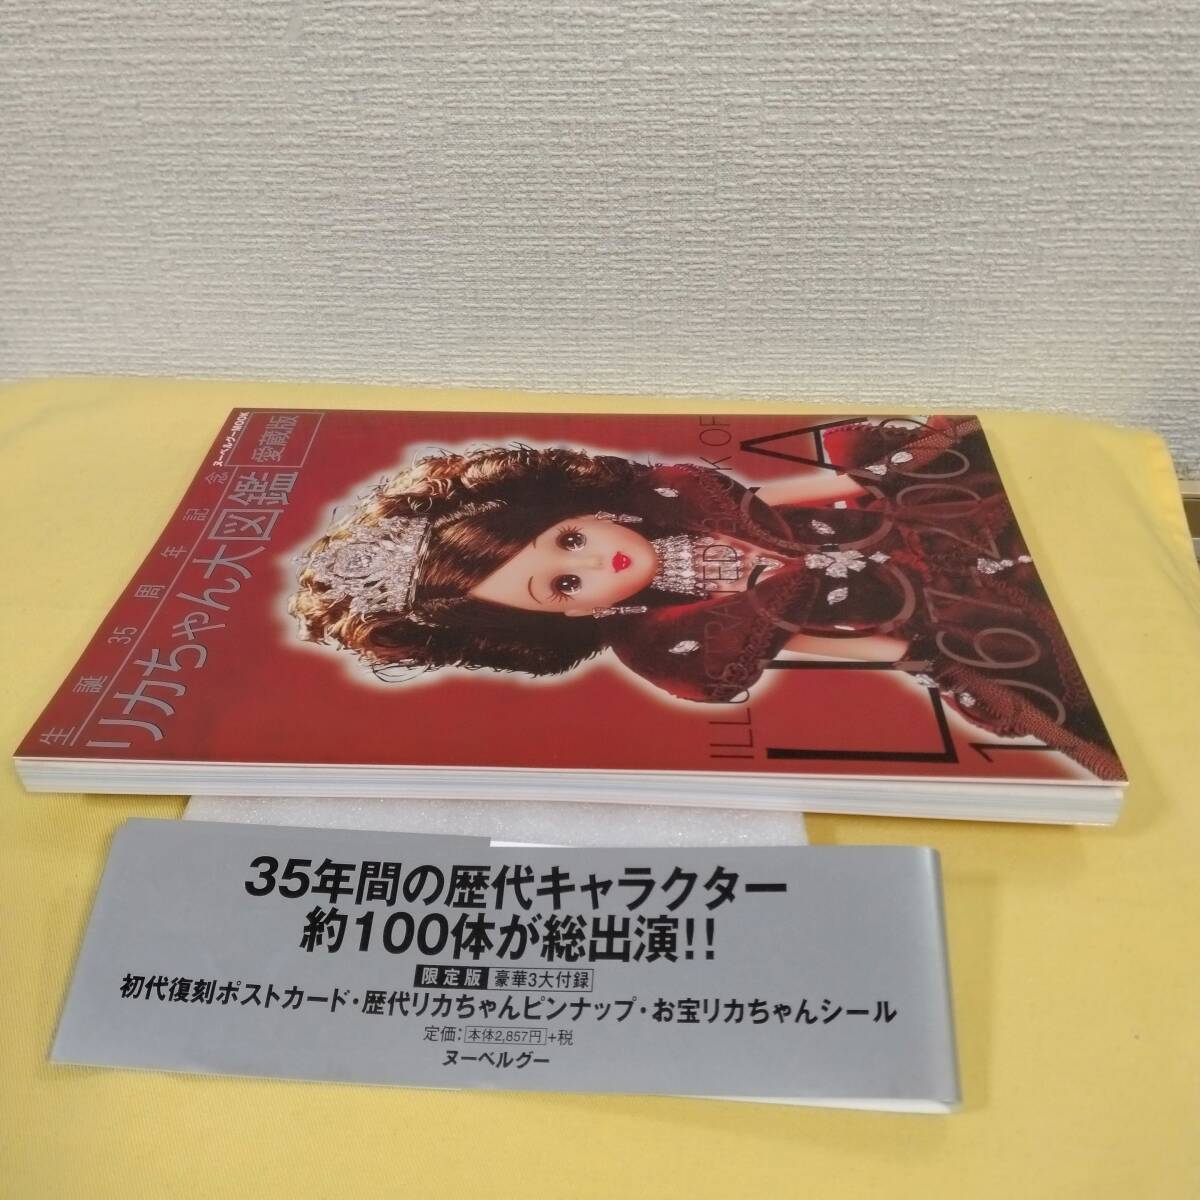 ヌーベルグーMOOK
生誕35周年記念
リカちゃん大図鑑
愛蔵版
LICCA
35年間の歴代キャラクター
約100体が総出演!!
限定版 豪華3大付録
初代復刻ポストカード・歴代リカちゃんピンナップ・お宝リカちゃんシール
定価:本体2,857円+税
ヌーベルグー